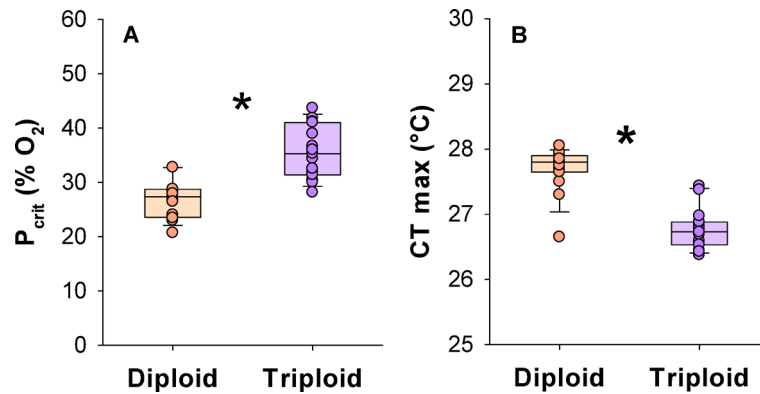 A
P_crit (% O₂)
60
50
40
30
20
10
0
*
Diploid Triploid
B
CT max (°C)
30
29
28
27
26
25
*
Diploid Triploid